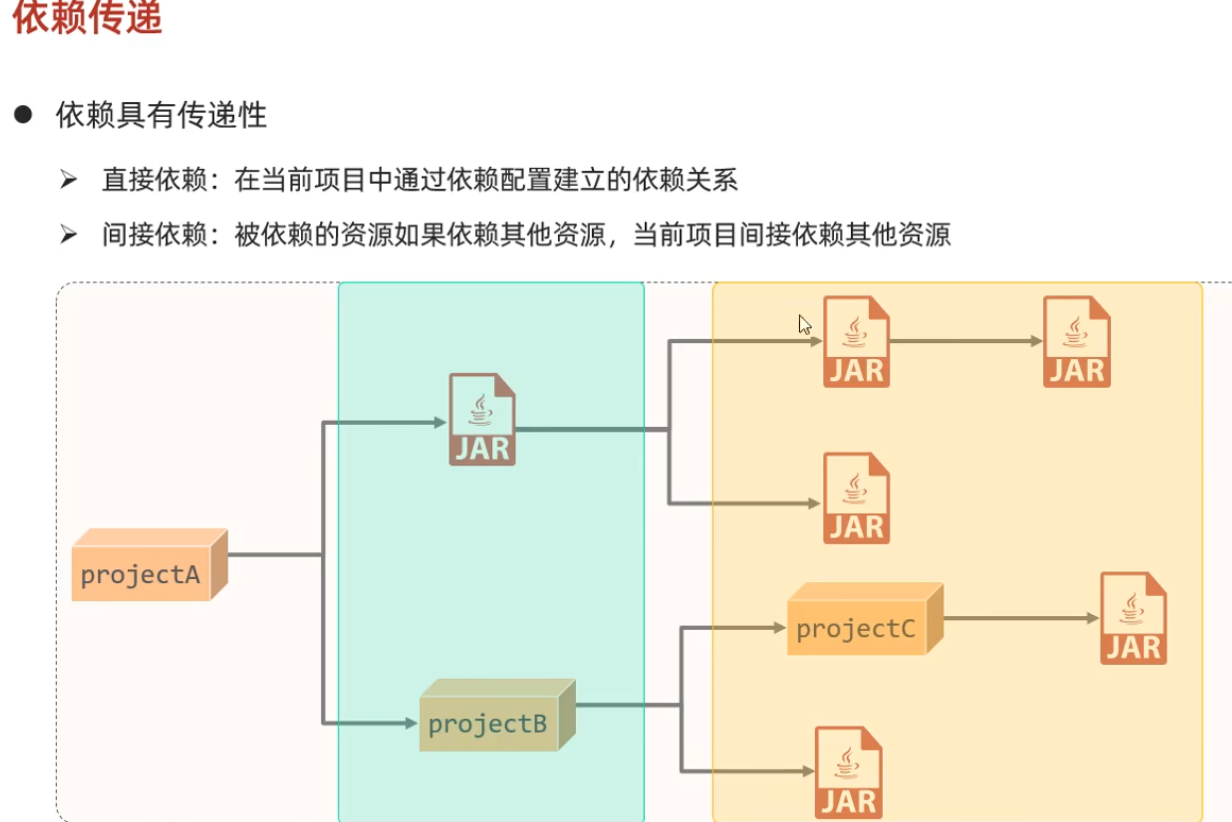 依赖传递
依赖具有传递性
直接依赖：在当前项目中通过依赖配置建立的依赖关系
间接依赖：被依赖的资源如果依赖其他资源，当前项目间接依赖其他资源
JAR
JAR
JAR
JAR
projectA
projectC
JAR
projectB
JAR